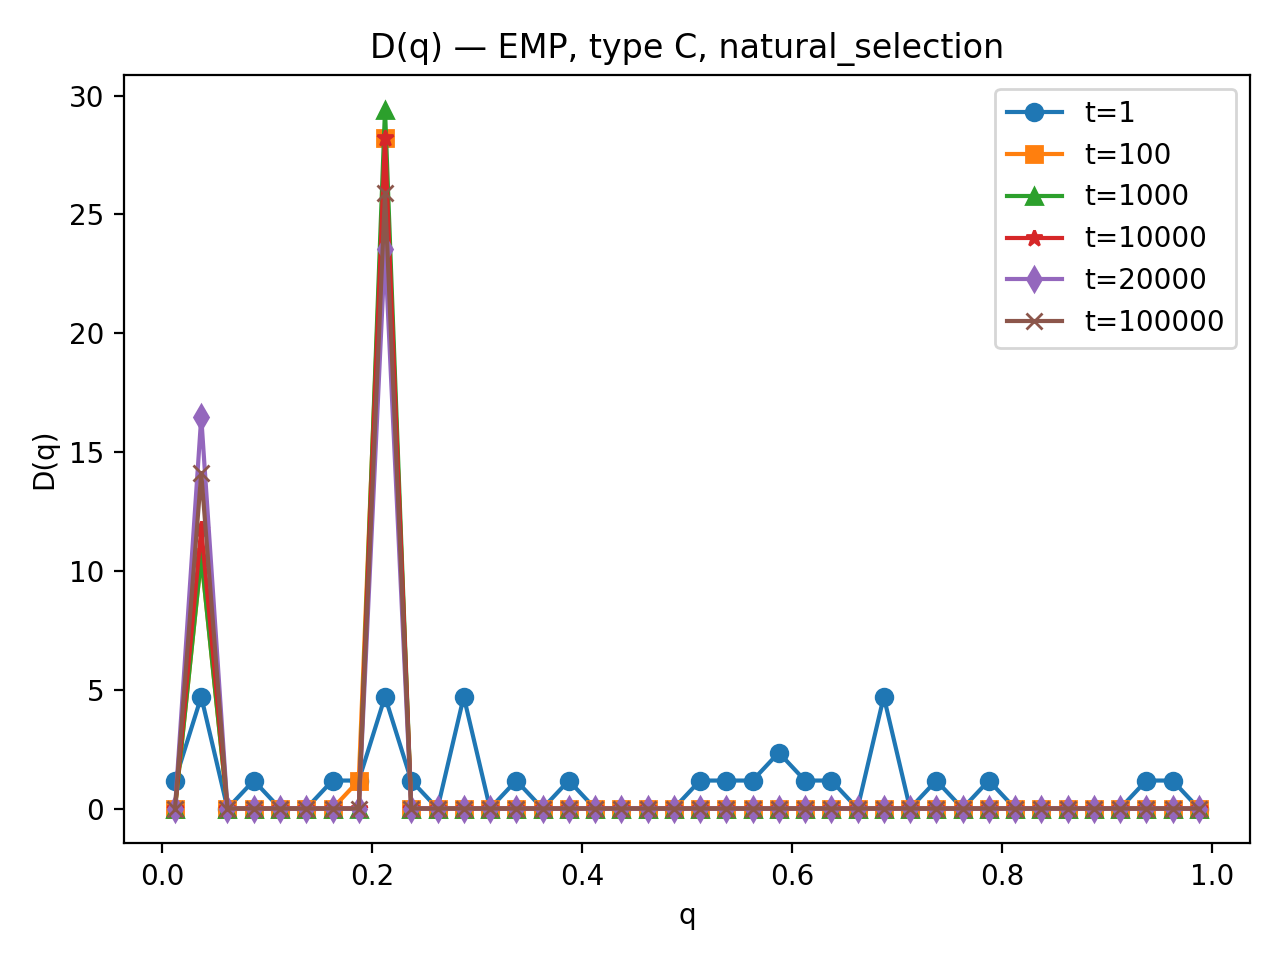 D(q) — EMP, type C, natural_selection
30
25
20
15
10
5
0
D(q)
t=1
t=100
t=1000
t=10000
t=20000
t=100000
0.0 0.2 0.4 0.6 0.8 1.0
q